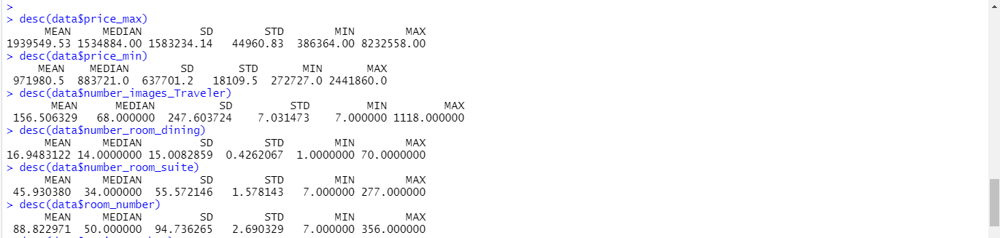 >
> desc(data$price_max)
MEAN MEDIAN SD STD MIN MAX
1939549.53 1534884.00 1583234.14 44960.83 386364.00 8232558.00
> desc(data$price_min)
MEAN MEDIAN SD STD MIN MAX
971980.5 883721.0 637701.2 18109.5 272727.0 2441860.0
> desc(data$number_images_Traveler)
MEAN MEDIAN SD STD MIN MAX
156.506329 68.000000 247.603724 7.031473 7.000000 1118.000000
> desc(data$number_room_dining)
MEAN MEDIAN SD STD MIN MAX
16.9483122 14.0000000 15.0082859 0.4262067 1.0000000 70.0000000
> desc(data$number_room_suite)
MEAN MEDIAN SD STD MIN MAX
45.930380 34.000000 55.572146 1.578143 7.000000 277.000000
> desc(data$room_number)
MEAN MEDIAN SD STD MIN MAX
88.822971 50.000000 94.736265 2.690329 7.000000 356.000000